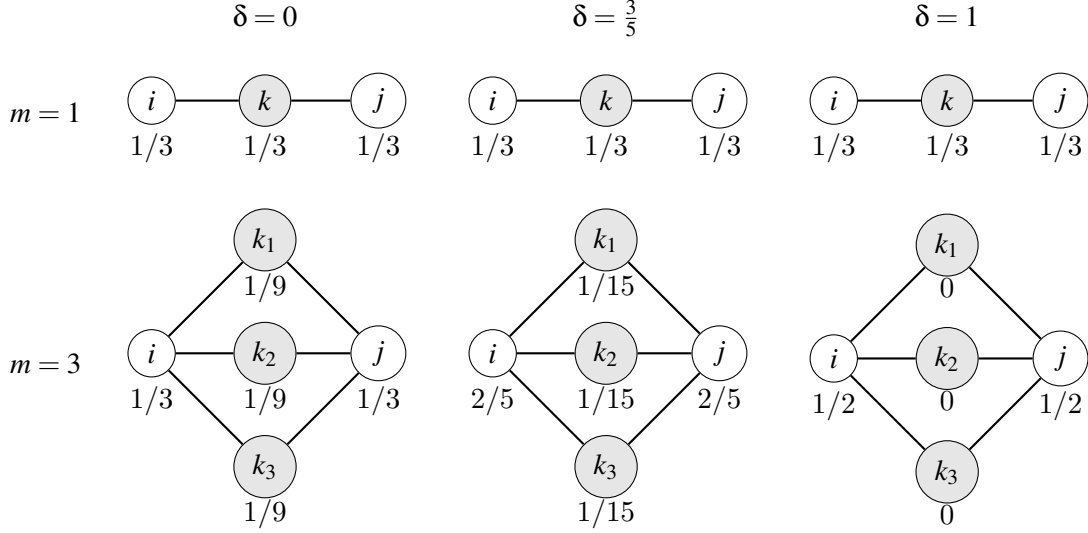 δ = 0 δ = 3/5 δ = 1
m = 1 i k j i k j i k j
1/3 1/3 1/3 1/3 1/3 1/3 1/3 1/3 1/3
k₁ k₁ k₁
1/9 1/15 0
m = 3 i k₂ j i k₂ j i k₂ j
1/3 1/9 1/3 2/5 1/15 2/5 1/2 0 1/2
k₃ k₃ k₃
1/9 1/15 0